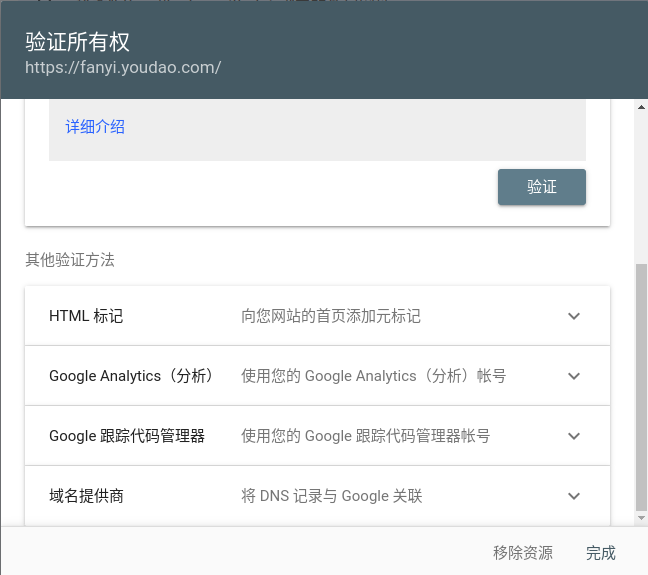 验证所有权
https://fanyi.youdao.com/
详细介绍
验证
其他验证方法
HTML 标记 向您网站的首页添加元标记
Google Analytics（分析） 使用您的 Google Analytics（分析）帐号
Google 跟踪代码管理器 使用您的 Google 跟踪代码管理器帐号
域名提供商 将 DNS 记录与 Google 关联
移除资源 完成